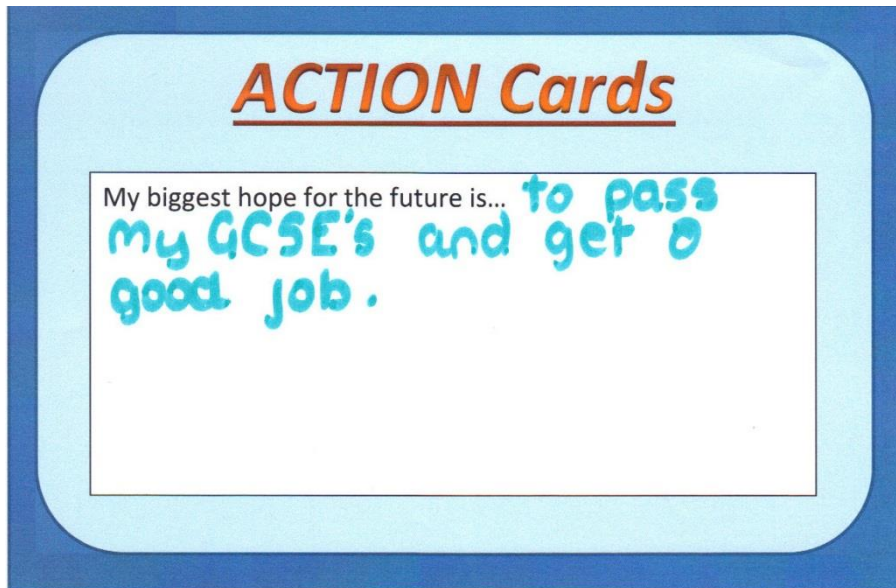 ACTION Cards
My biggest hope for the future is... to pass
my GCSE's and get a
good job.